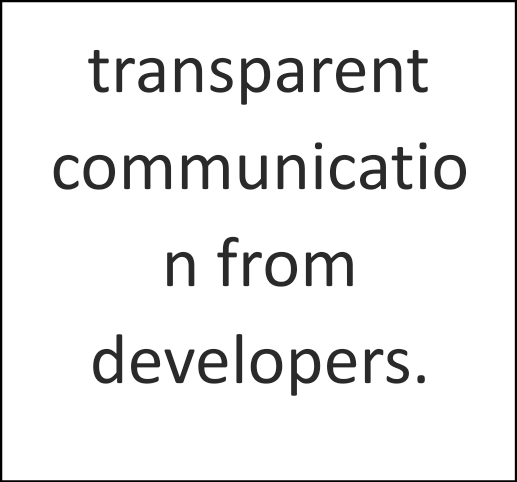 transparent
communicatio
n from
developers.